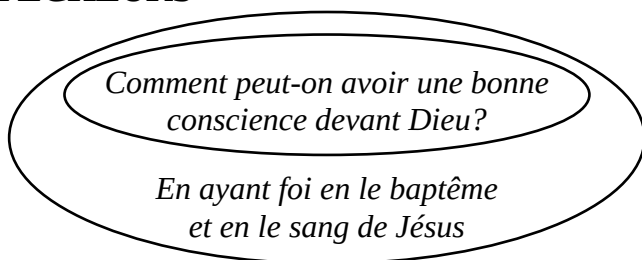 Comment peut-on avoir une bonne
conscience devant Dieu?
En ayant foi en le baptême
et en le sang de Jésus